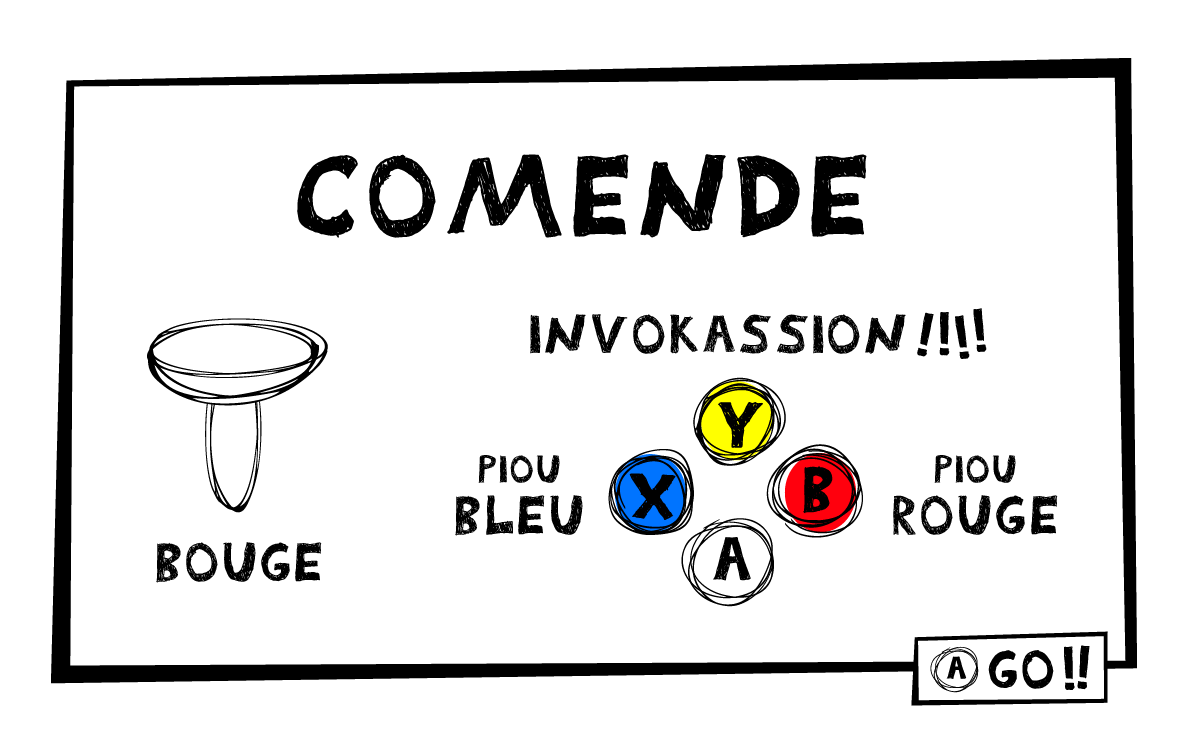 COMENDE
INVOKASSION!!!!
Y
PIOU
BLEU
X
B
PIOU
ROUGE
A
BOUGE
A GO!!